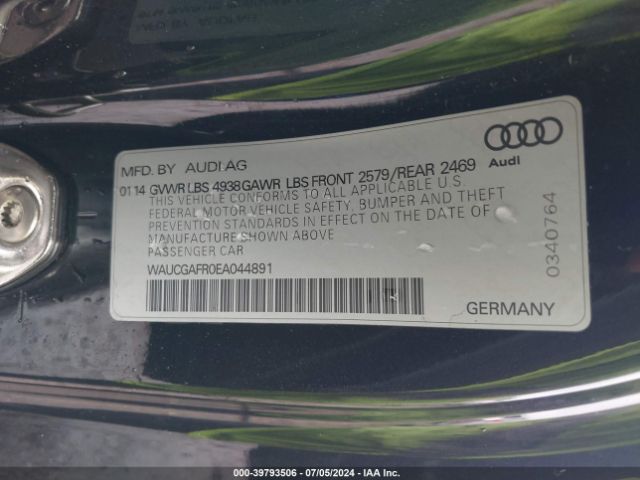 MFD. BY AUDI AG
01 14 GVWR LBS 4938 GAWR LBS FRONT 2579/REAR 2469
THIS VEHICLE CONFORMS TO ALL APPLICABLE U.S.
FEDERAL MOTOR VEHICLE SAFETY, BUMPER AND THEFT
PREVENTION STANDARDS IN EFFECT ON THE DATE OF
MANUFACTURE SHOWN ABOVE
PASSENGER CAR
WAUCGAFR0EA044891
Audi
0340764
GERMANY
000-39793506 - 07/05/2024 - IAA Inc.